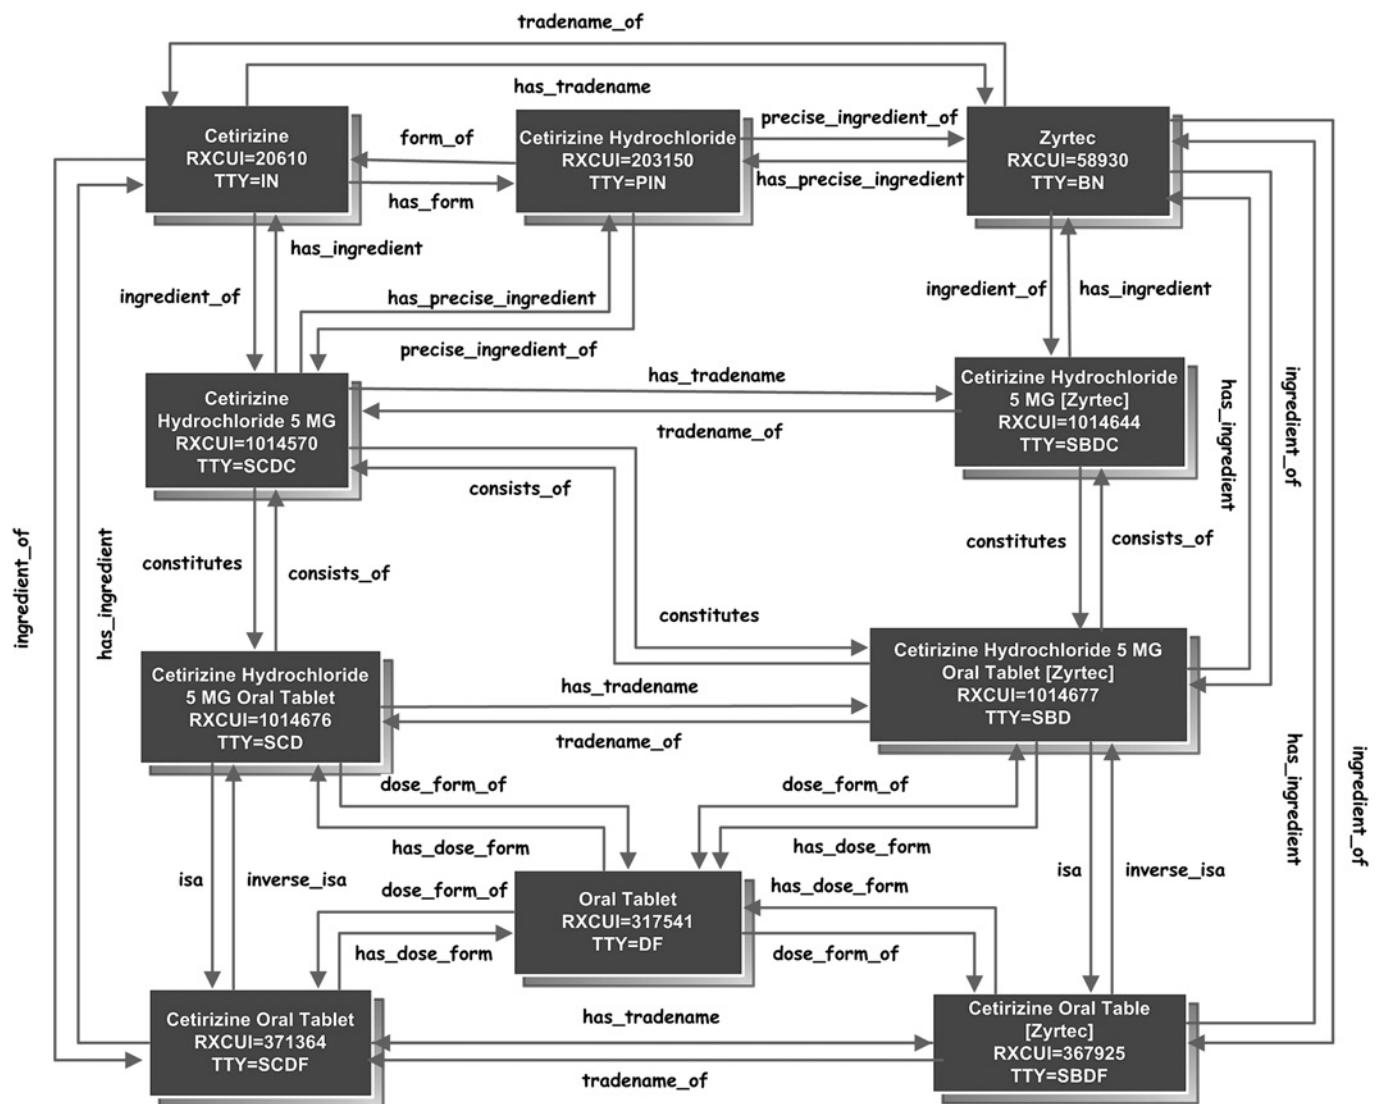 tradename_of
has_tradename
Cetirizine
RXCUI=20610
TTY=IN
form_of
has_form
Cetirizine Hydrochloride
RXCUI=203150
TTY=PIN
precise_ingredient_of
has_precise_ingredient
Zyrtec
RXCUI=58930
TTY=BN
has_ingredient
ingredient_of
has_precise_ingredient
precise_ingredient_of
ingredient_of
has_ingredient
Cetirizine
Hydrochloride 5 MG
RXCUI=1014570
TTY=SCDC
has_tradename
tradename_of
Cetirizine Hydrochloride
5 MG [Zyrtec]
RXCUI=1014644
TTY=SBDC
has_ingredient
ingredient_of
consists_of
ingredient_of
has_ingredient
constitutes
consists_of
constitutes
constitutes
consists_of
Cetirizine Hydrochloride
5 MG Oral Tablet
RXCUI=1014676
TTY=SCD
has_tradename
tradename_of
Cetirizine Hydrochloride 5 MG
Oral Tablet [Zyrtec]
RXCUI=1014677
TTY=SBD
has_ingredient
ingredient_of
dose_form_of
has_dose_form
dose_form_of
has_dose_form
isa
inverse_isa
dose_form_of
has_dose_form
Oral Tablet
RXCUI=317541
TTY=DF
has_dose_form
dose_form_of
isa
inverse_isa
Cetirizine Oral Tablet
RXCUI=371364
TTY=SCDF
has_tradename
tradename_of
Cetirizine Oral Table
[Zyrtec]
RXCUI=367925
TTY=SBDF